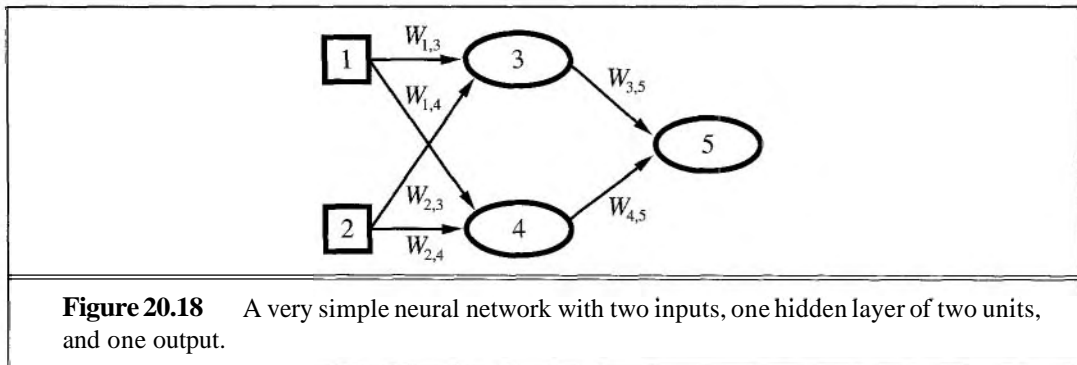 W1,3
1
3
W1,4
W3,5
5
W2,3
W4,5
2
4
W2,4
Figure 20.18 A very simple neural network with two inputs, one hidden layer of two units,
and one output.